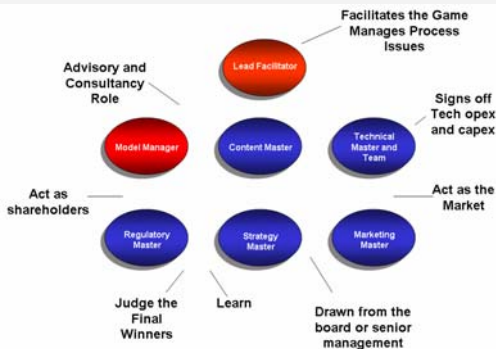 Facilitates the Game
Manages Process
Issues
Lead Facilitator
Advisory and
Consultancy
Role
Signs off
Tech opex
and capex
Model Manager
Content Master
Technical
Master and
Team
Act as
shareholders
Act as the
Market
Regulatory
Master
Strategy
Master
Marketing
Master
Judge the
Final
Winners
Learn
Drawn from the
board or senior
management